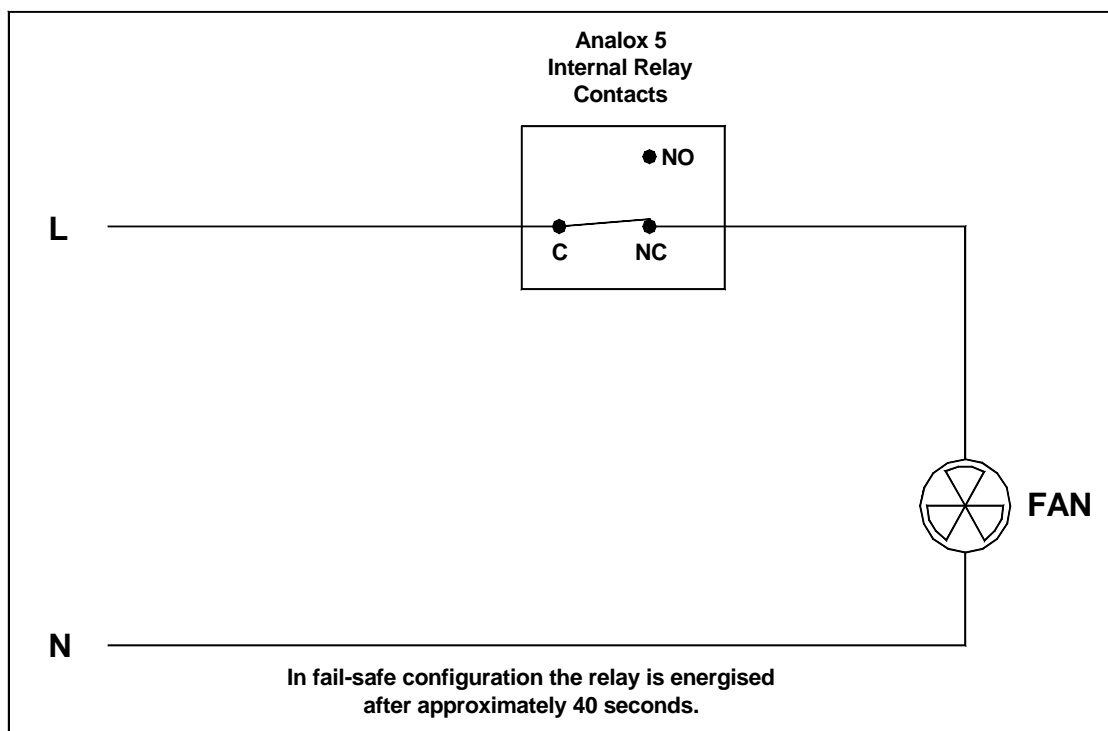 Analox 5
Internal Relay
Contacts
NO
L
C
NC
FAN
N
In fail-safe configuration the relay is energised
after approximately 40 seconds.